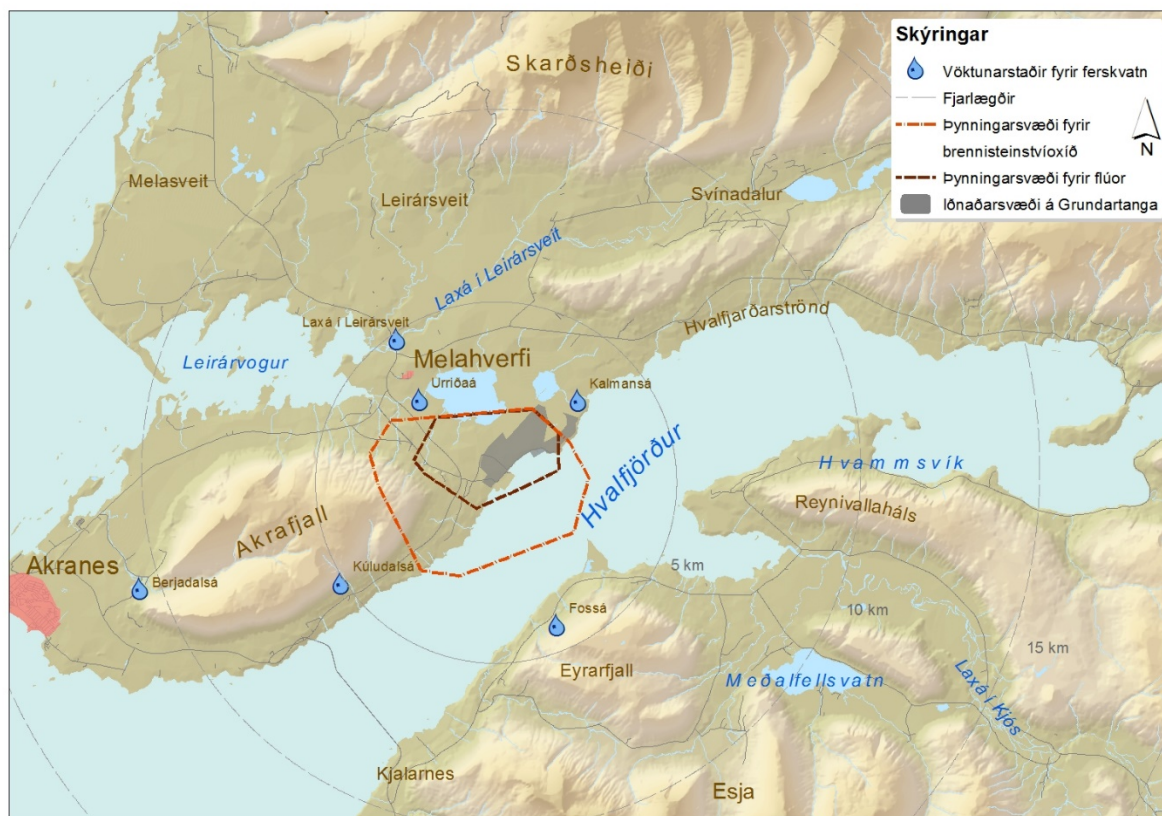 Skýringar
Vöktunarstaðir fyrir ferskvatn
Fjarlægðir
Þynningarsvæði fyrir
brennisteinstvíoxíð
Þynningarsvæði fyrir flúor
Iðnaðarsvæði á Grundartanga
N
Skarðsheiði
Melasveit
Leirársveit
Svínadalur
Laxá í Leirársveit
Laxá í Leirársveit
Hvalfjarðarströnd
Leirárvogur
Melahverfi
Urriðaá
Kalmansá
Hvalfjörður
Hvammsvík
Reynivallaháls
Akrafjall
Akranes
Berjadalsá
Kúludalsá
5 km
10 km
15 km
Fossá
Eyrarfjall
Meðalfellsvatn
Laxá í Kjós
Kjalarnes
Esja